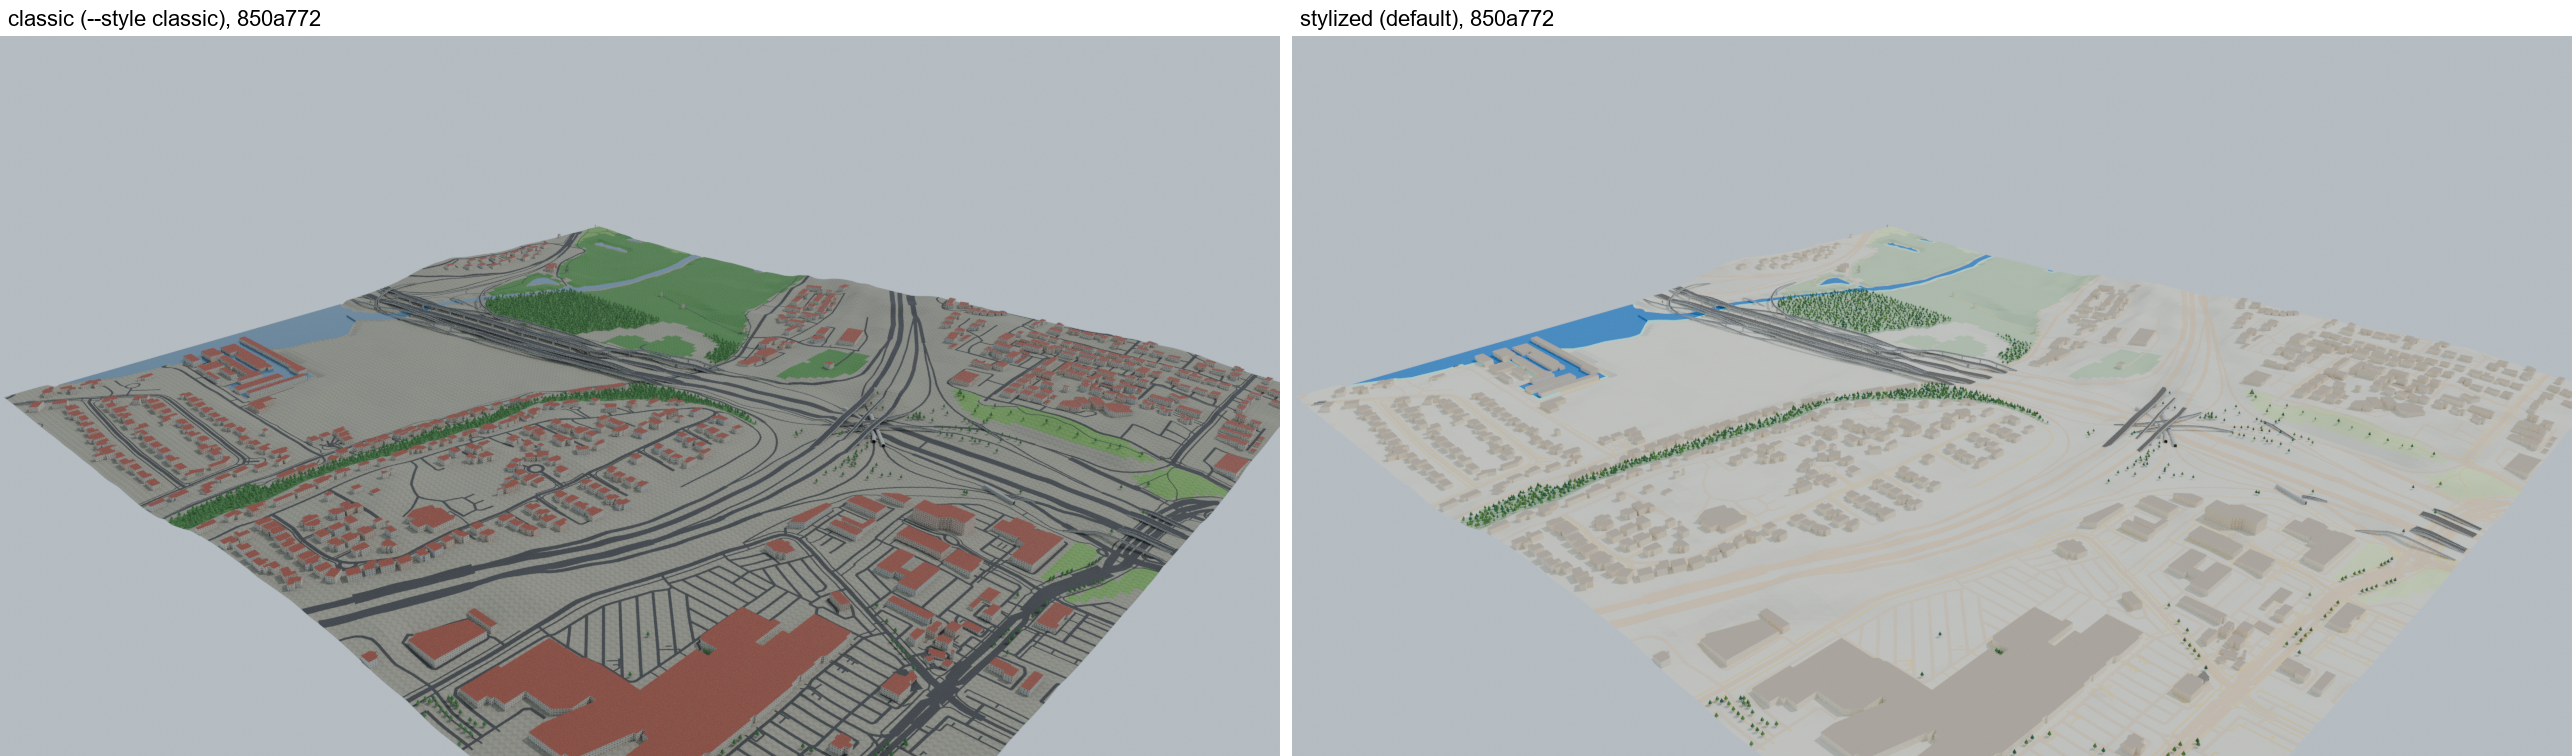 classic (--style classic), 850a772
stylized (default), 850a772